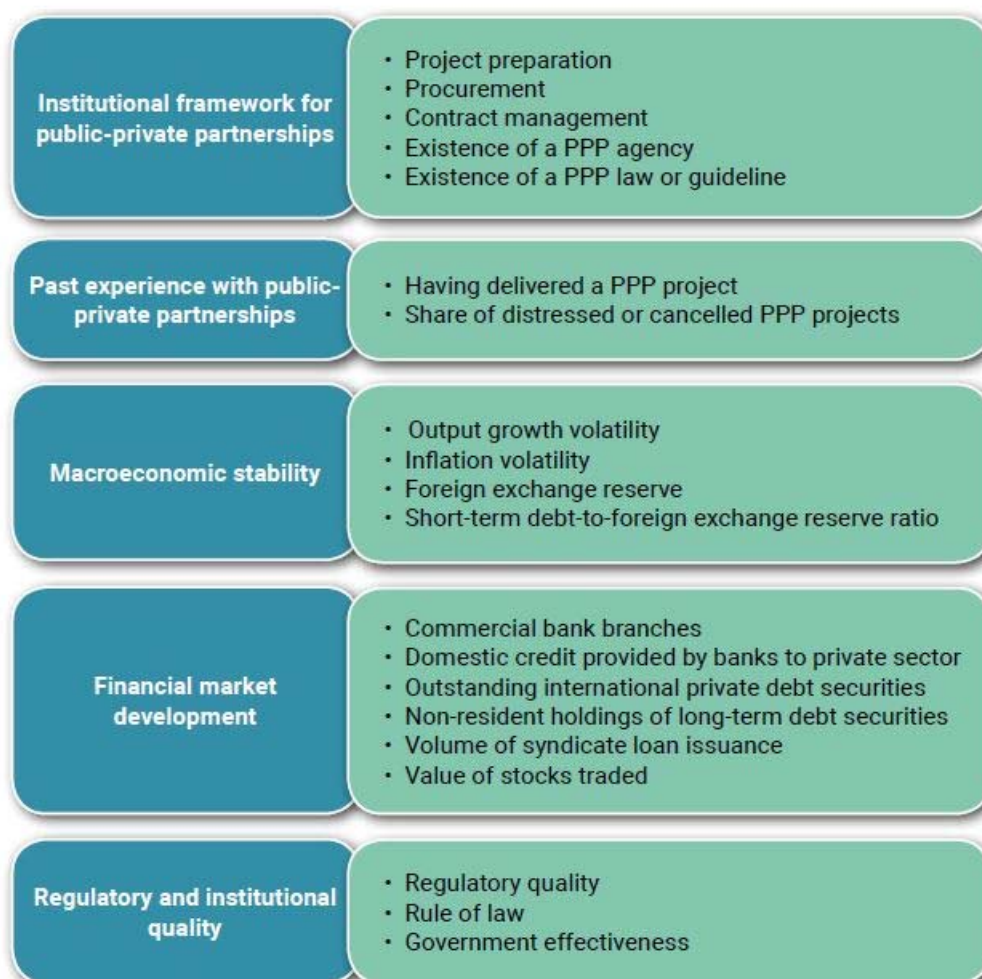 Institutional framework for
public-private partnerships
• Project preparation
• Procurement
• Contract management
• Existence of a PPP agency
• Existence of a PPP law or guideline
Past experience with public-
private partnerships
• Having delivered a PPP project
• Share of distressed or cancelled PPP projects
Macroeconomic stability
• Output growth volatility
• Inflation volatility
• Foreign exchange reserve
• Short-term debt-to-foreign exchange reserve ratio
Financial market
development
• Commercial bank branches
• Domestic credit provided by banks to private sector
• Outstanding international private debt securities
• Non-resident holdings of long-term debt securities
• Volume of syndicate loan issuance
• Value of stocks traded
Regulatory and institutional
quality
• Regulatory quality
• Rule of law
• Government effectiveness